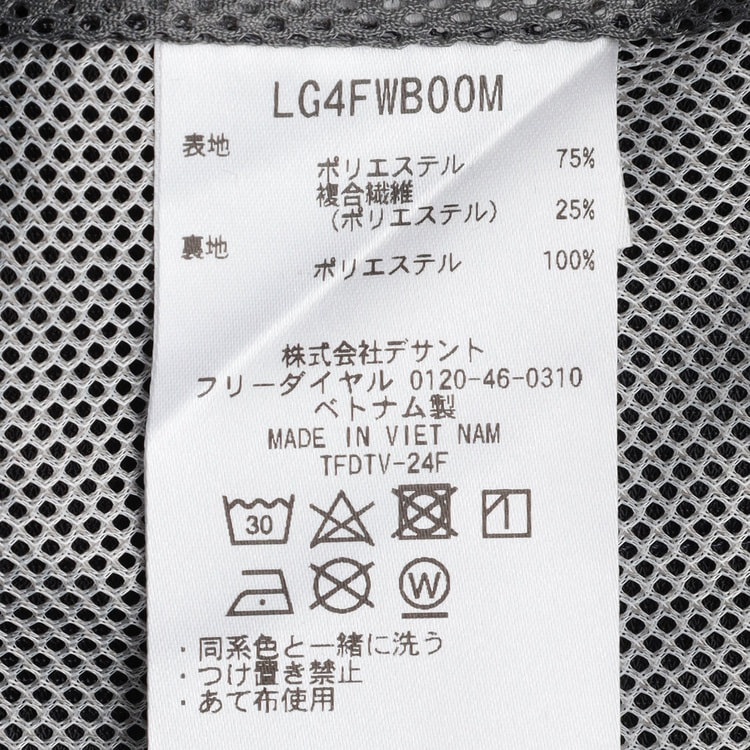 LG4FWB00M
表地
ポリエステル 75%
複合繊維
(ポリエステル) 25%
裏地
ポリエステル 100%
株式会社デサント
フリーダイヤル 0120-46-0310
ベトナム製
MADE IN VIET NAM
TFDTV-24F
30
W
・同系色と一緒に洗う
・つけ置き禁止
・あて布使用